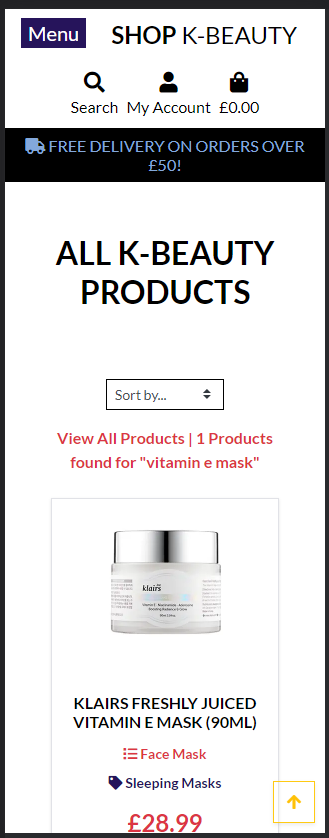 Menu
SHOP K-BEAUTY
Search My Account £0.00
FREE DELIVERY ON ORDERS OVER
£50!
ALL K-BEAUTY
PRODUCTS
Sort by...
View All Products | 1 Products
found for "vitamin e mask"
klairs
KLAIRS FRESHLY JUICED
VITAMIN E MASK (90ML)
Face Mask
Sleeping Masks
£28.99